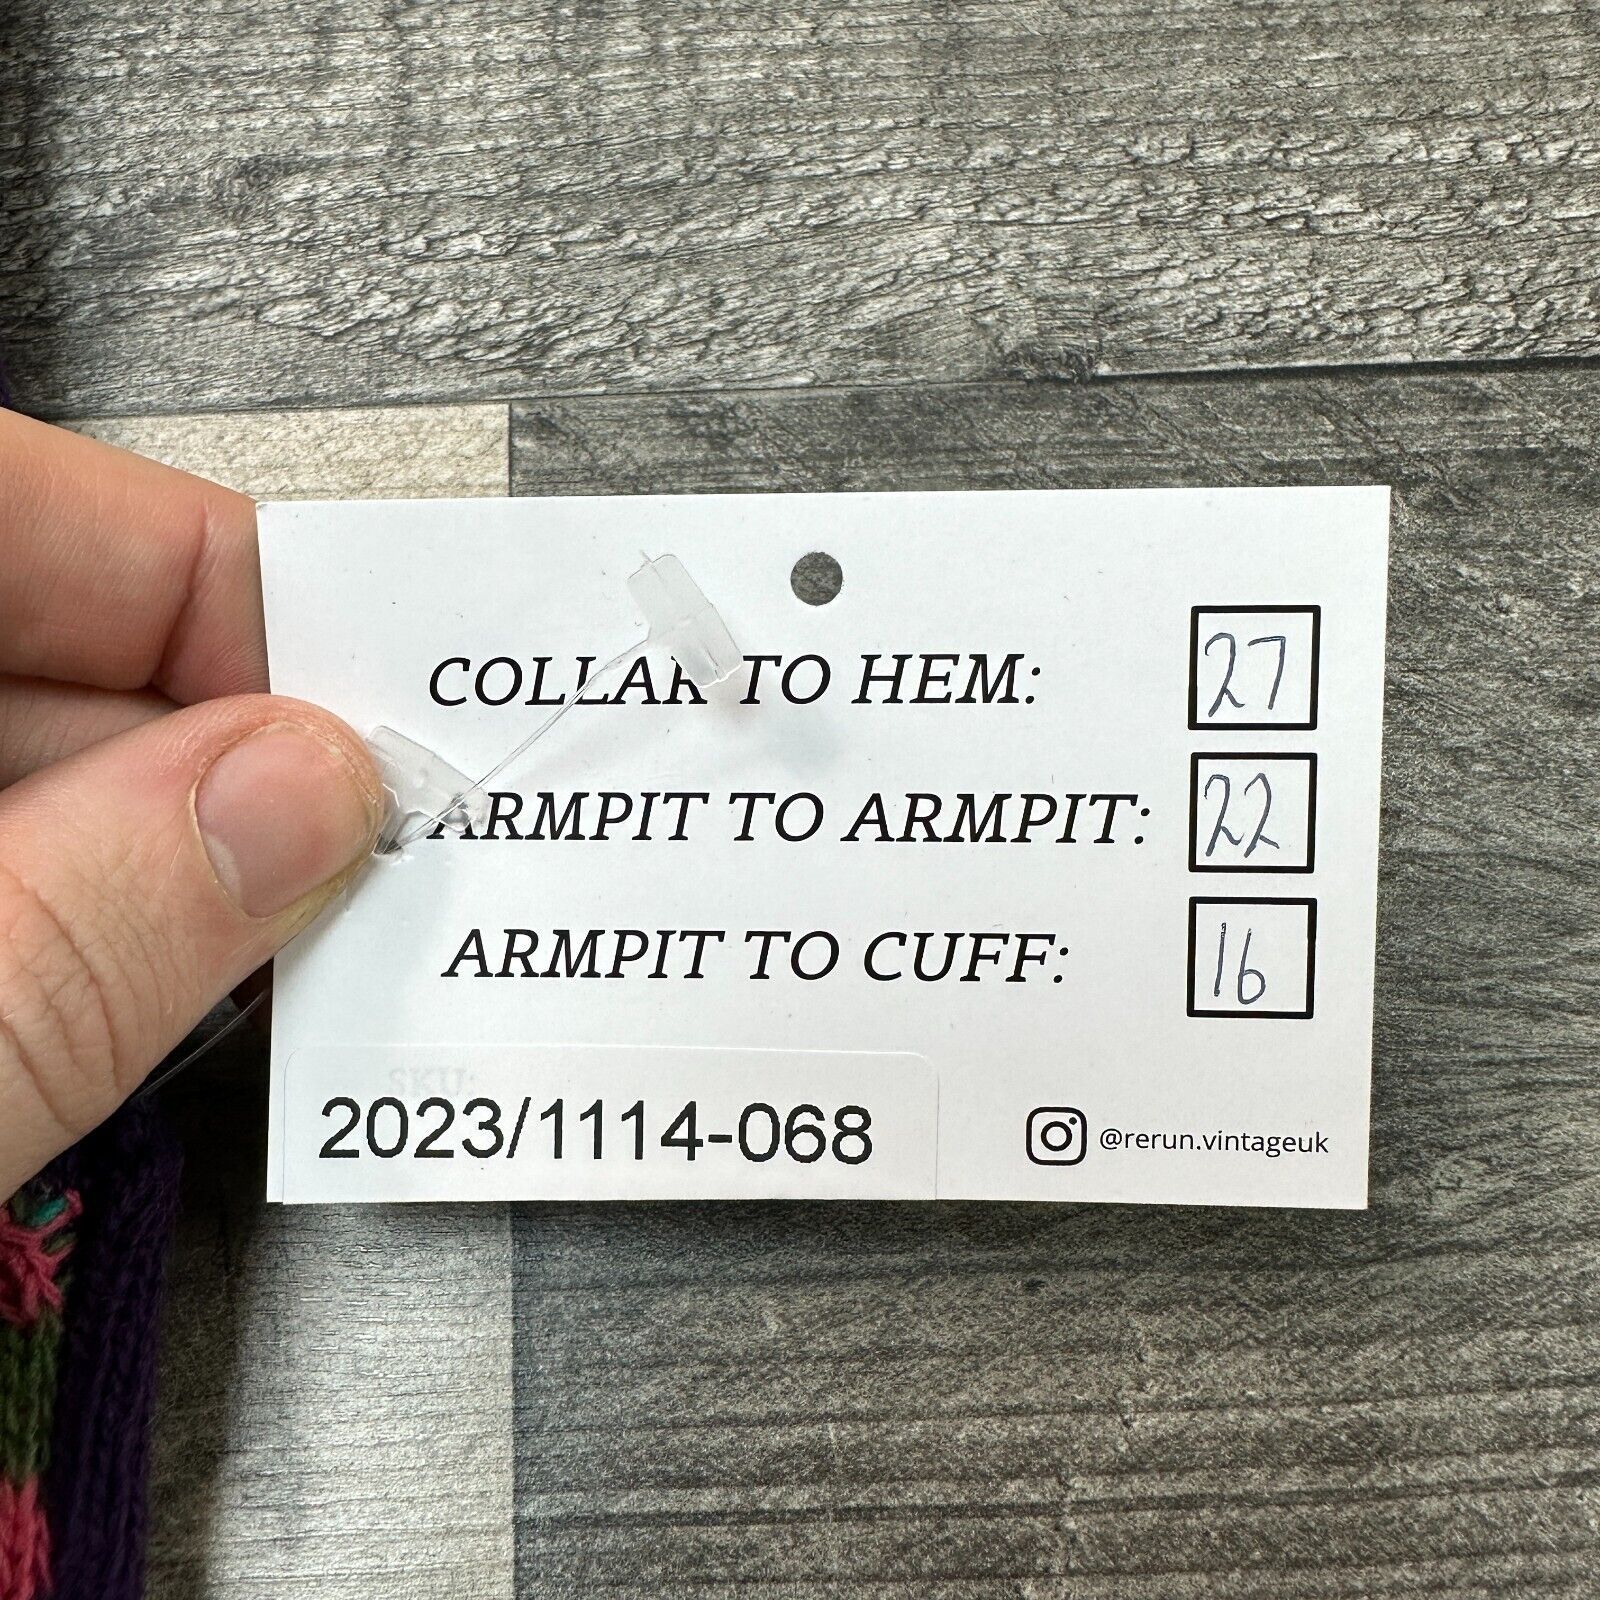 COLLAR TO HEM: 27
ARMPIT TO ARMPIT: 22
ARMPIT TO CUFF: 16
SKU:
2023/1114-068
@rerun.vintageuk